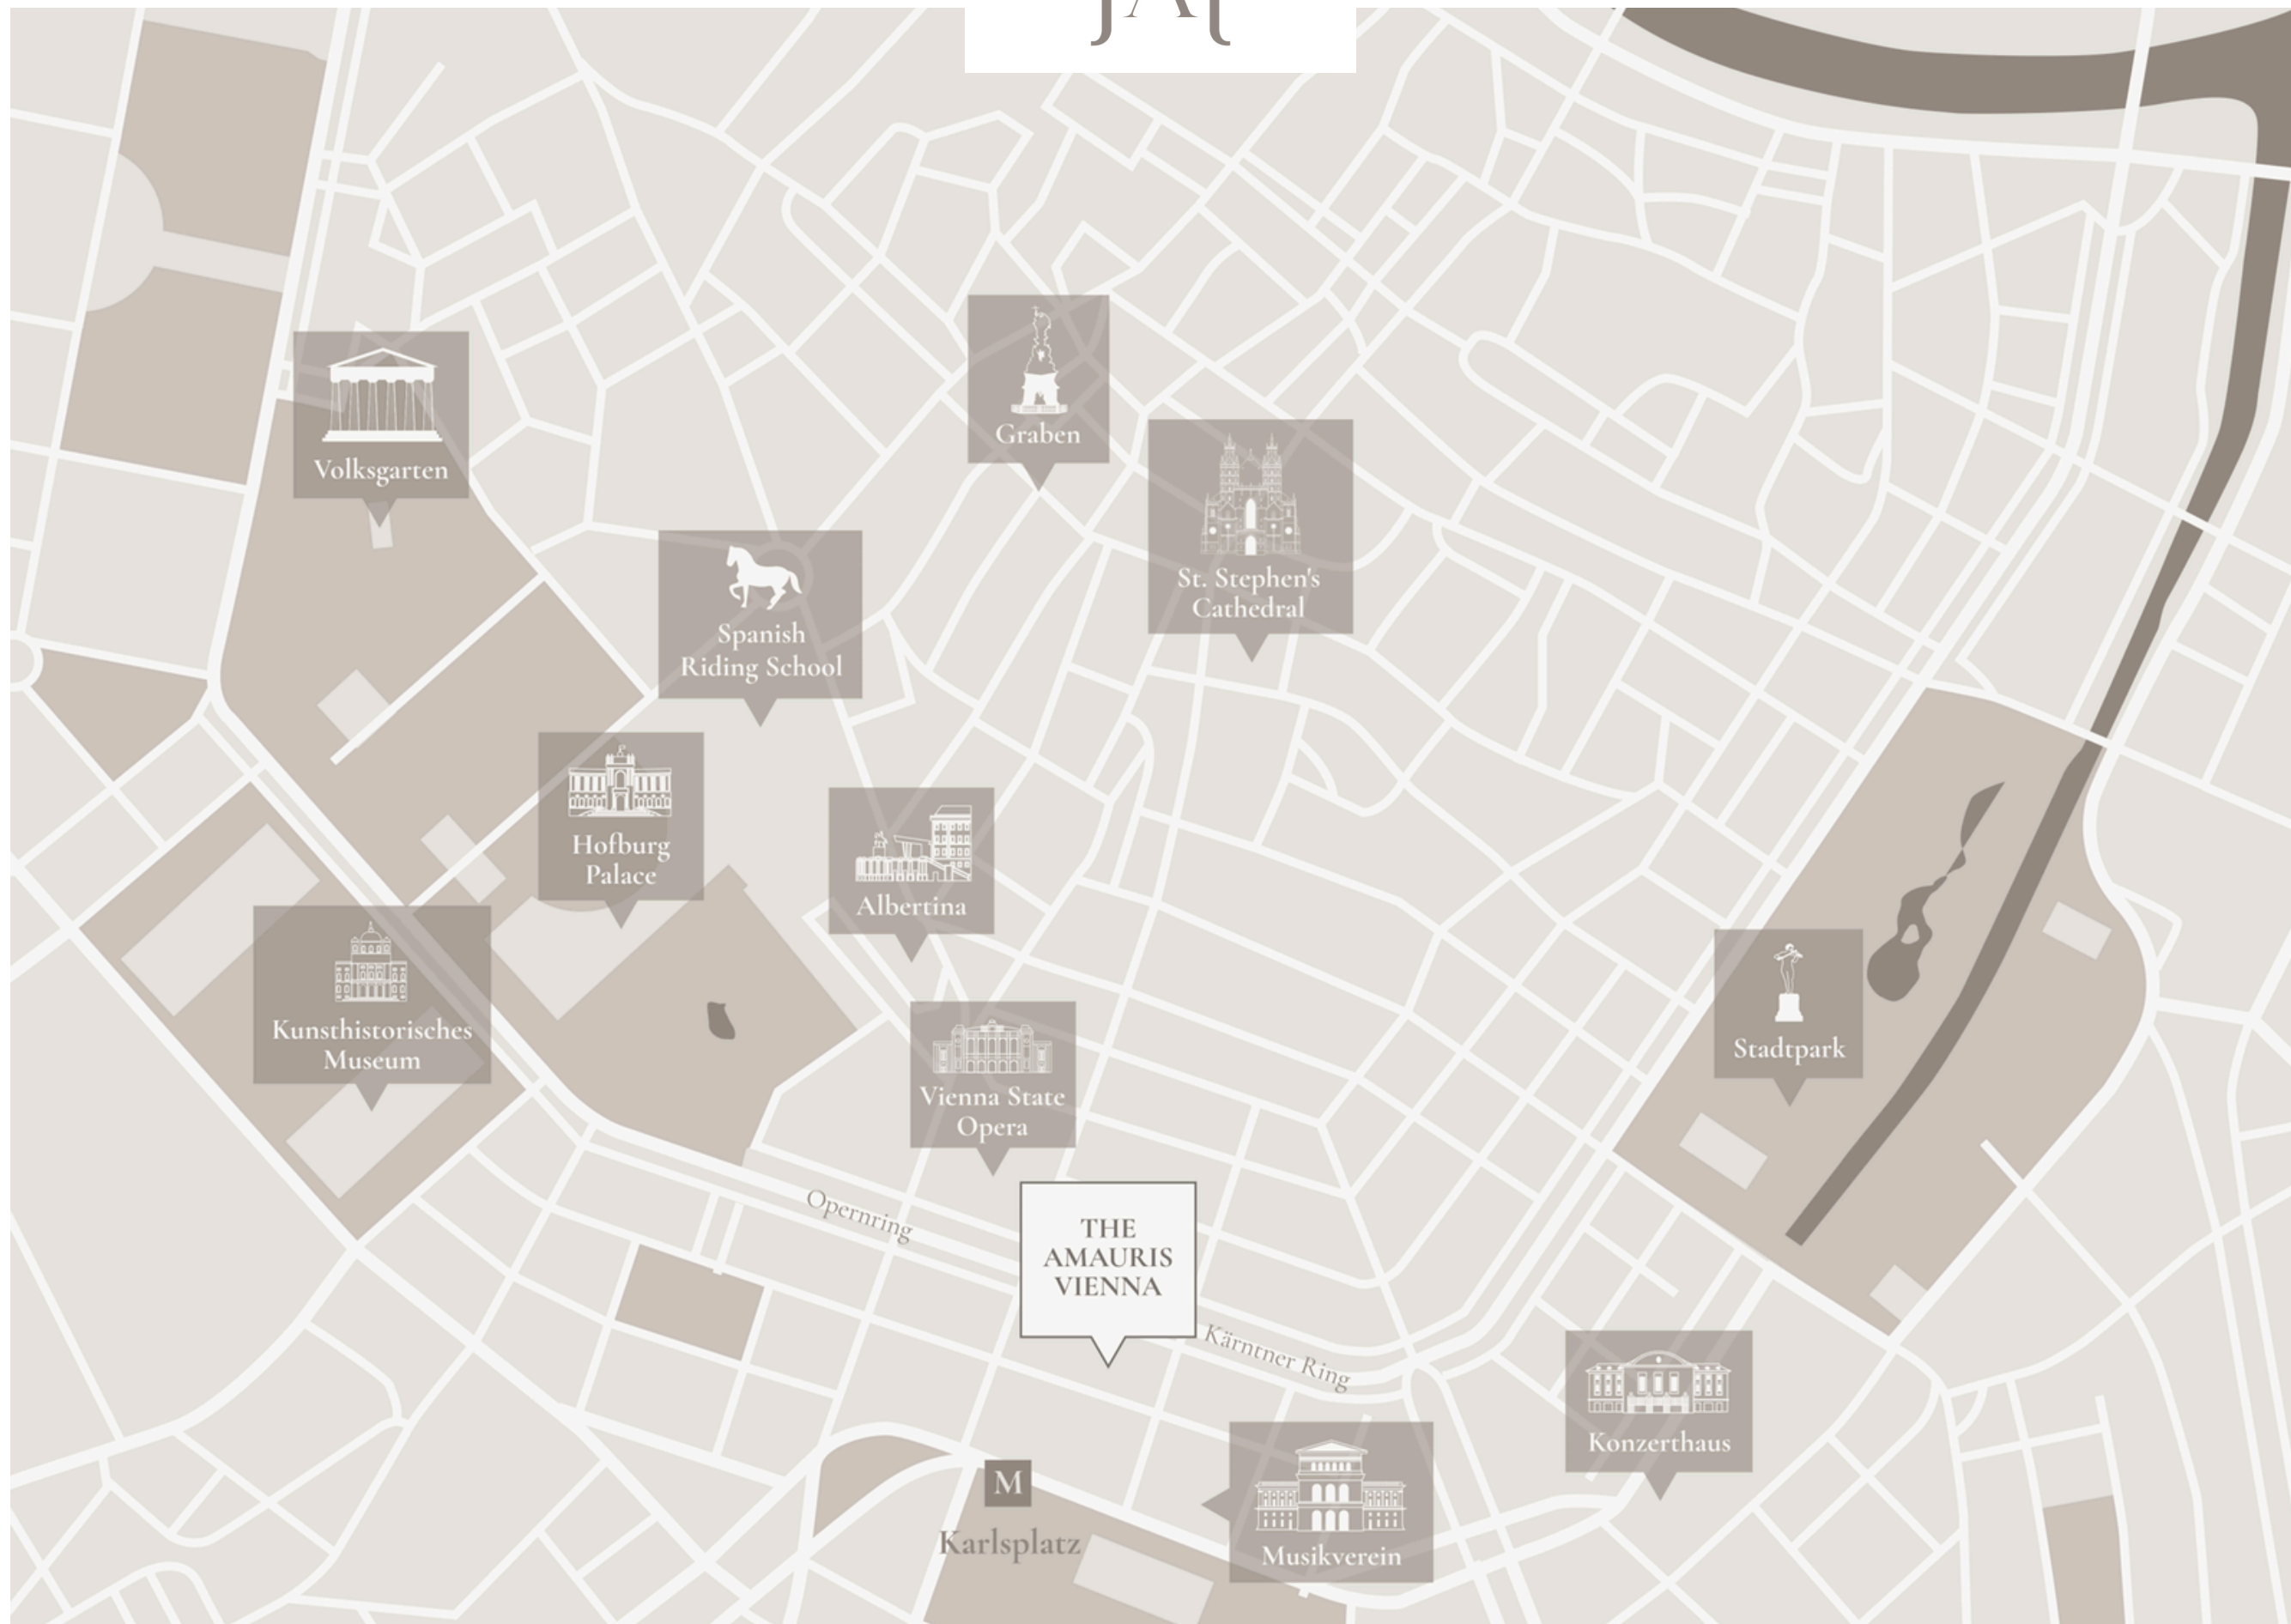 Graben
Volksgarten
St. Stephen's
Cathedral
Spanish
Riding School
Hofburg
Palace
Albertina
Kunsthistorisches
Museum
Stadtpark
Vienna State
Opera
Opernring
THE
AMAURIS
VIENNA
Kärntner Ring
Konzerthaus
M
Karlsplatz
Musikverein